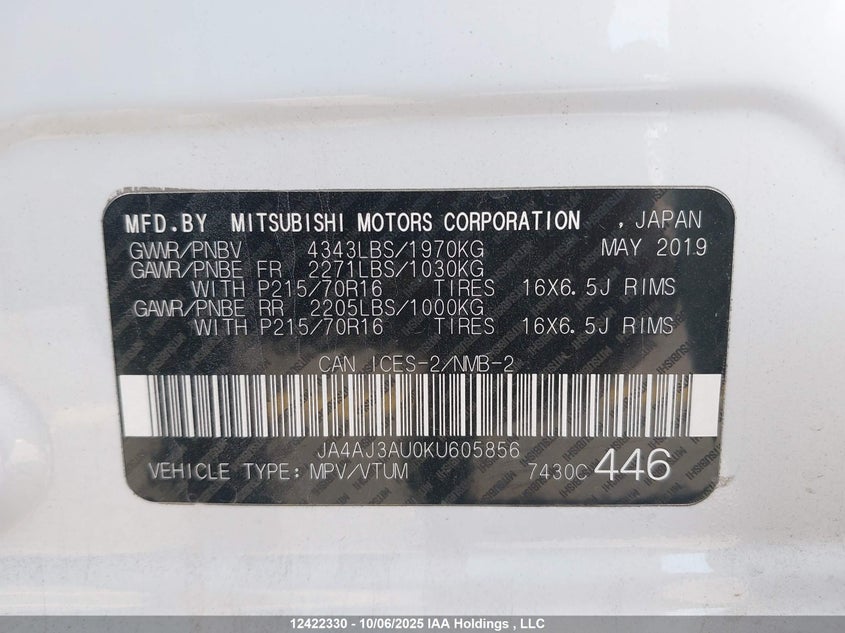 MFD.BY MITSUBISHI MOTORS CORPORATION , JAPAN
GVWR/PNBV 4343LBS/1970KG MAY 2019
GAWR/PNBE FR 2271LBS/1030KG
WITH P215/70R16 TIRES 16X6.5J RIMS
GAWR/PNBE RR 2205LBS/1000KG
WITH P215/70R16 TIRES 16X6.5J RIMS
CAN ICES-2/NMB-2
JA4AJ3AU0KU605856
VEHICLE TYPE: MPV/VTUM 7430C 446
12422330 - 10/06/2025 IAA Holdings , LLC